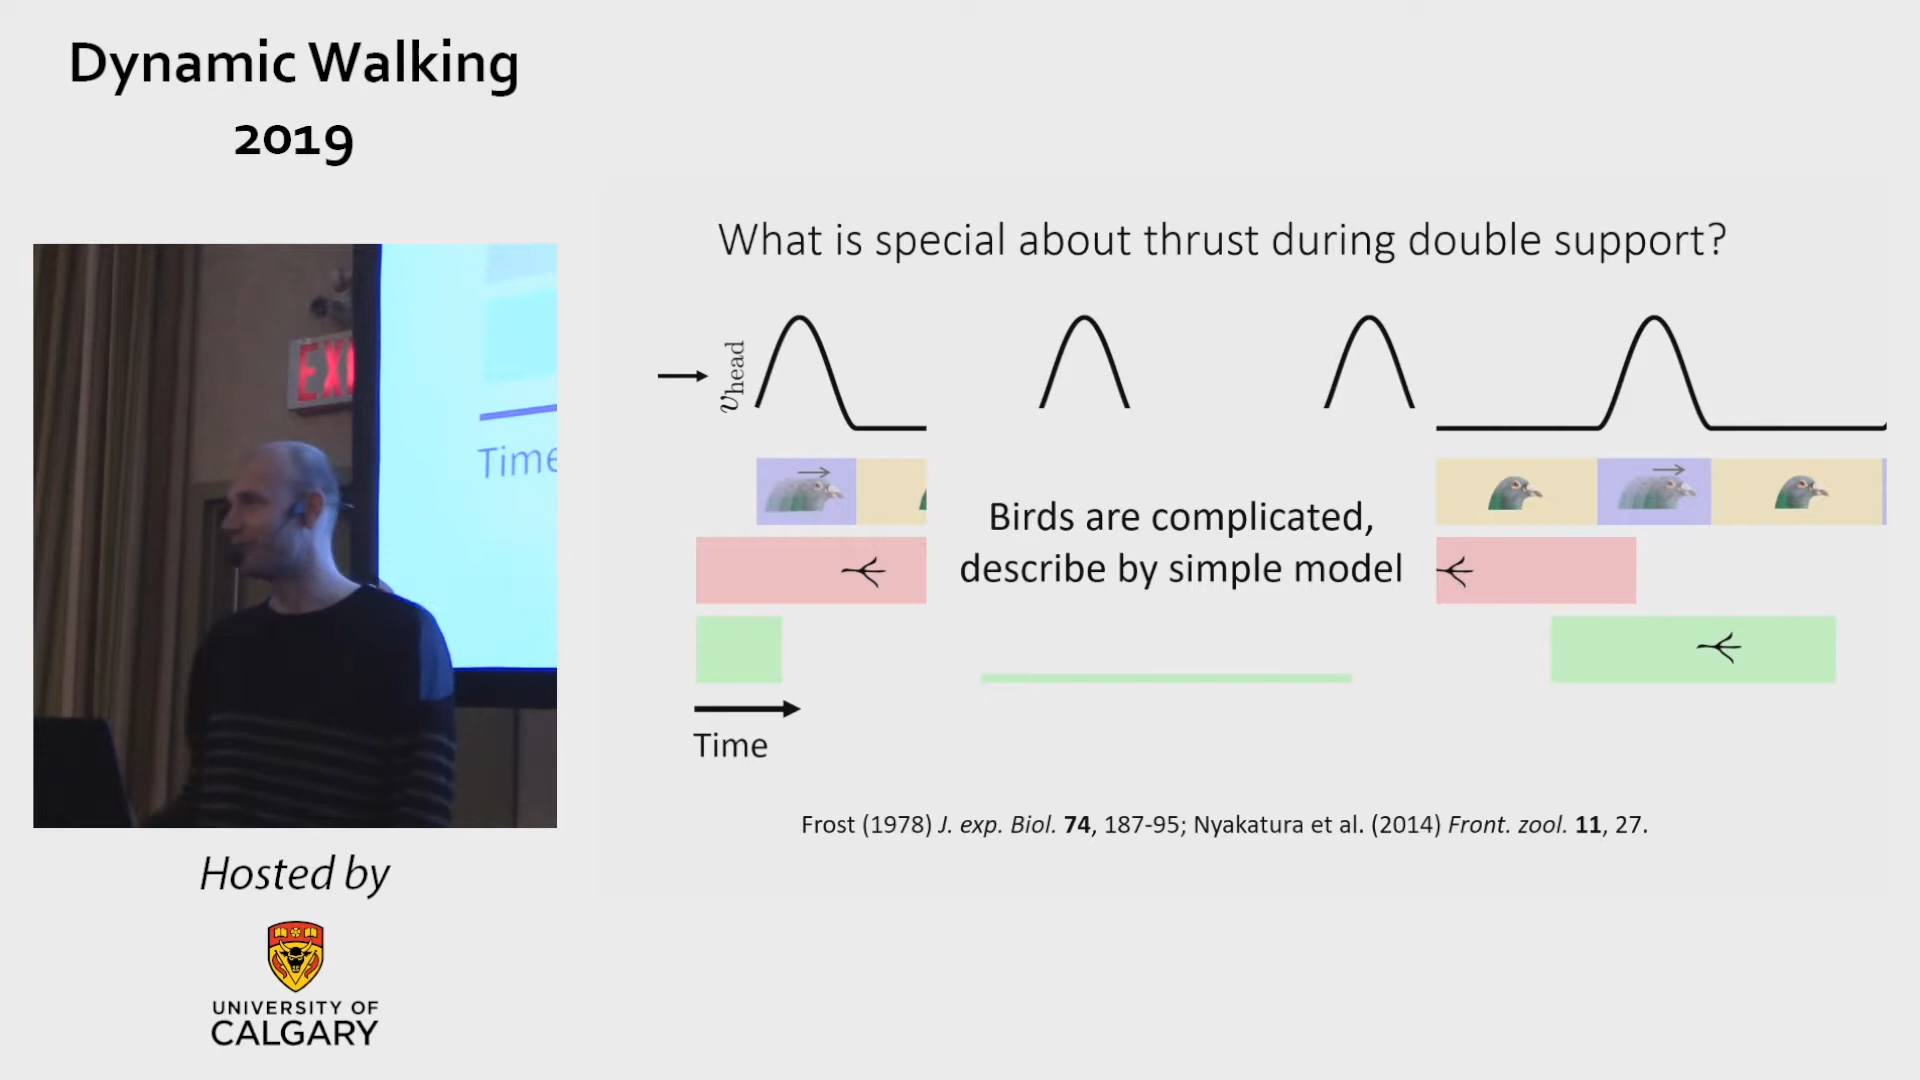 Dynamic Walking
2019
What is special about thrust during double support?
v_head
EXI
Time
Birds are complicated,
describe by simple model
Time
Frost (1978) J. exp. Biol. 74, 187-95; Nyakatura et al. (2014) Front. zool. 11, 27.
Hosted by
UNIVERSITY OF
CALGARY